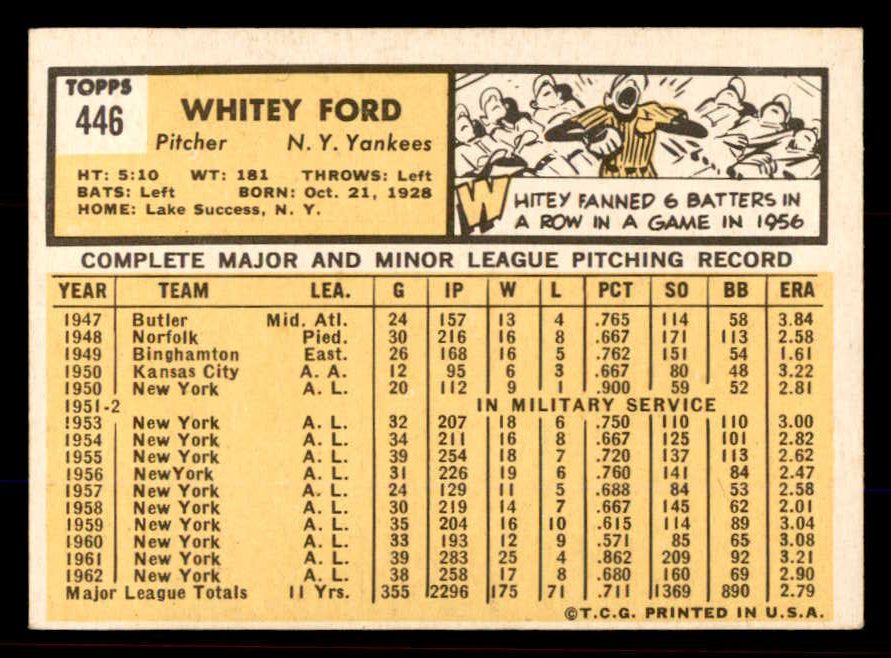 TOPPS
446
WHITEY FORD
Pitcher N. Y. Yankees
HT: 5:10 WT: 181 THROWS: Left
BATS: Left BORN: Oct. 21, 1928
HOME: Lake Success, N. Y.
WHITEY FANNED 6 BATTERS IN
A ROW IN A GAME IN 1956
COMPLETE MAJOR AND MINOR LEAGUE PITCHING RECORD
YEAR TEAM LEA. G IP W L PCT SO BB ERA
1947 Butler Mid. Atl. 24 157 13 4 .765 114 58 3.84
1948 Norfolk Pied. 30 216 16 8 .667 171 113 2.58
1949 Binghamton East. 26 168 16 5 .762 151 54 1.61
1950 Kansas City A. A. 12 95 6 3 .667 80 48 3.22
1950 New York A. L. 20 112 9 1 .900 59 52 2.81
1951-2 IN MILITARY SERVICE
1953 New York A. L. 32 207 18 6 .750 110 110 3.00
1954 New York A. L. 34 211 16 8 .667 125 101 2.82
1955 New York A. L. 39 254 18 7 .720 137 113 2.62
1956 NewYork A. L. 31 226 19 6 .760 141 84 2.47
1957 New York A. L. 24 129 11 5 .688 84 53 2.58
1958 New York A. L. 30 219 14 7 .667 145 62 2.01
1959 New York A. L. 35 204 16 10 .615 114 89 3.04
1960 New York A. L. 33 193 12 9 .571 85 65 3.08
1961 New York A. L. 39 283 25 4 .862 209 92 3.21
1962 New York A. L. 38 258 17 8 .680 160 69 2.90
Major League Totals 11 Yrs. 355 2296 175 71 .711 1369 890 2.79
©T.C.G. PRINTED IN U.S.A.